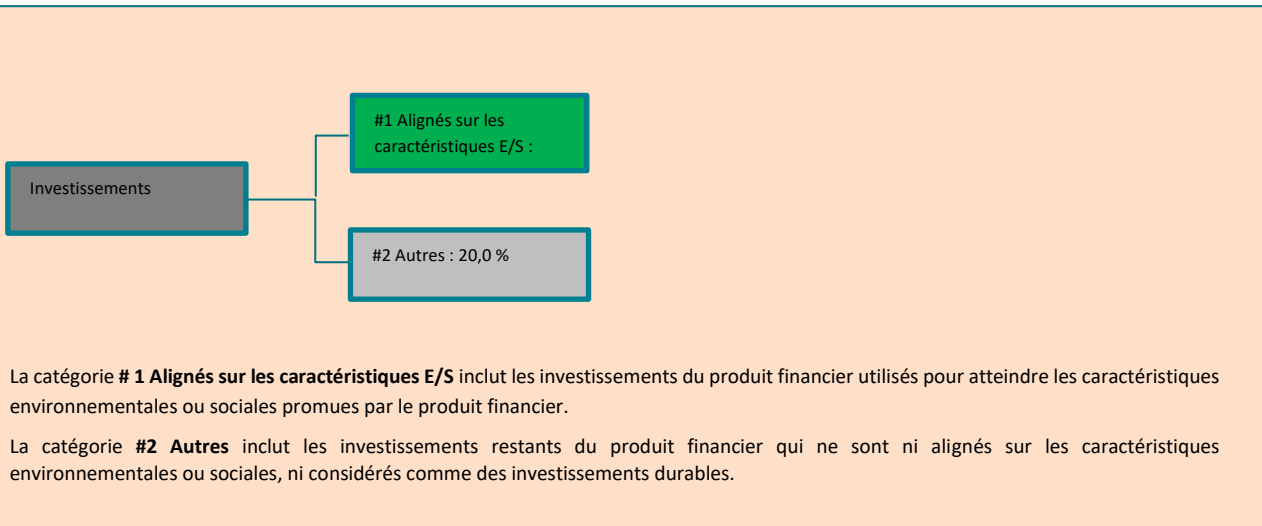 #1 Alignés sur les
caractéristiques E/S :
Investissements
#2 Autres : 20,0 %
La catégorie # 1 Alignés sur les caractéristiques E/S inclut les investissements du produit financier utilisés pour atteindre les caractéristiques
environnementales ou sociales promues par le produit financier.
La catégorie #2 Autres inclut les investissements restants du produit financier qui ne sont ni alignés sur les caractéristiques
environnementales ou sociales, ni considérés comme des investissements durables.